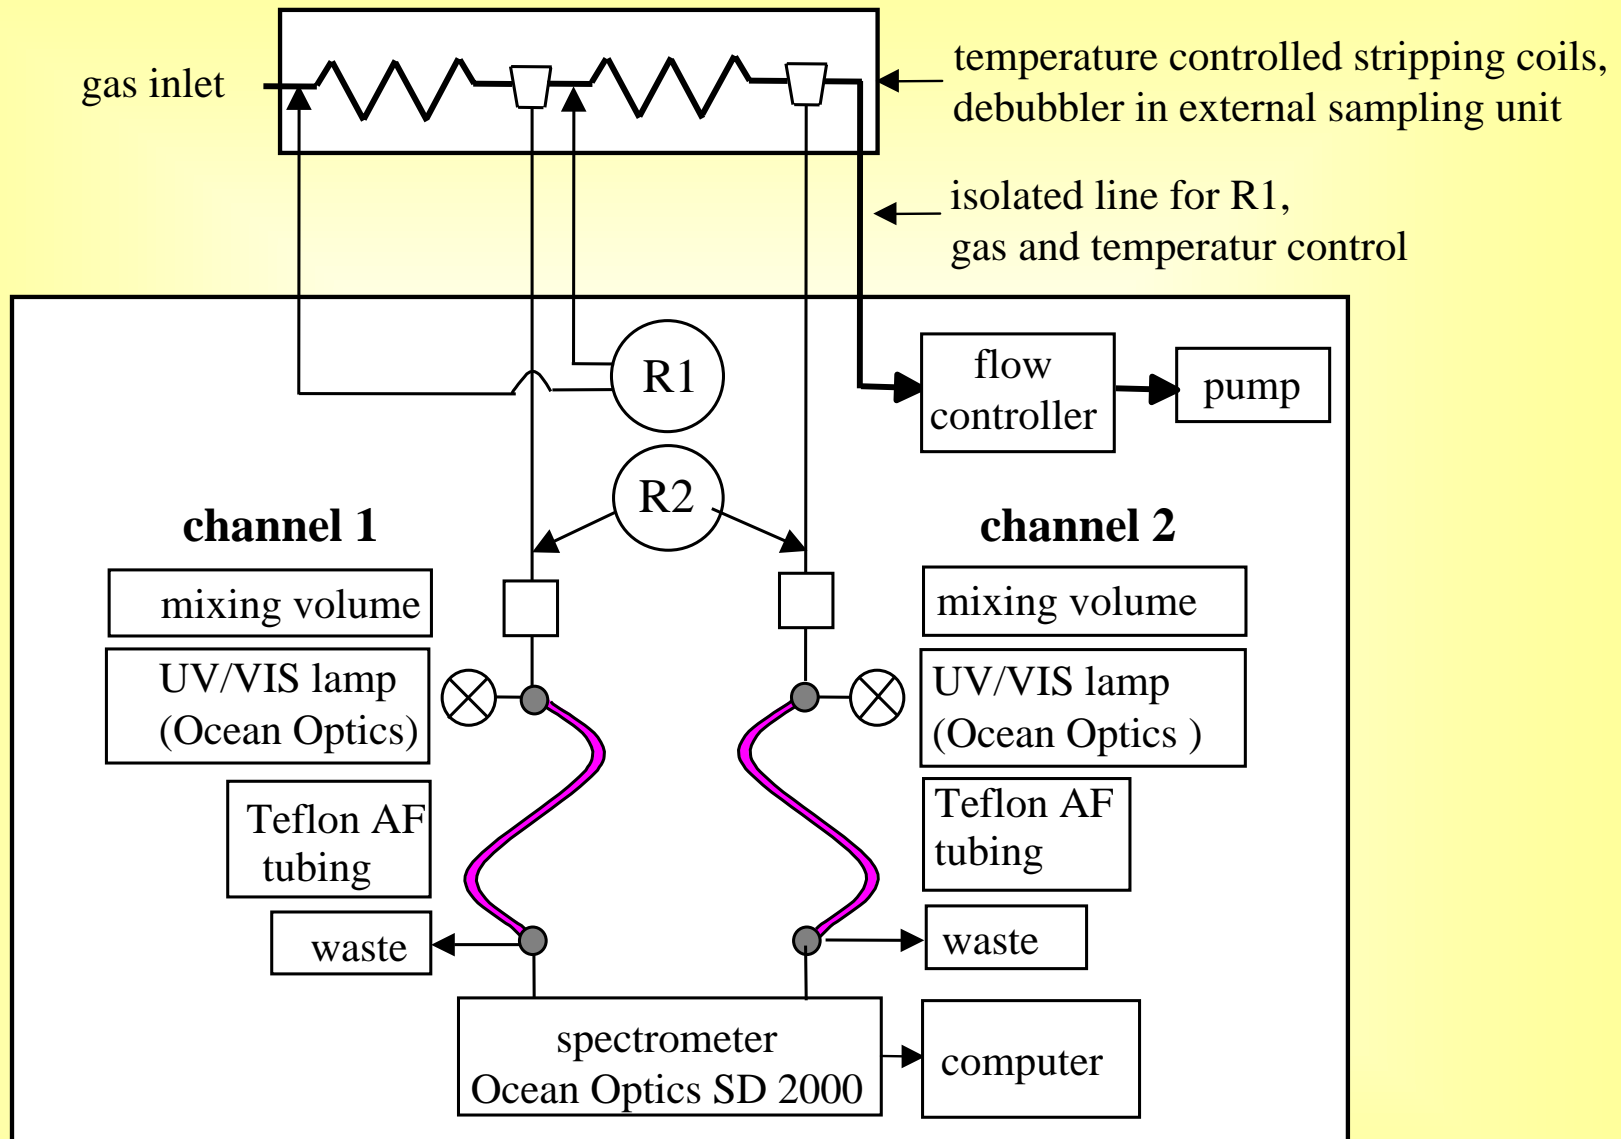 gas inlet
temperature controlled stripping coils,
debubbler in external sampling unit
isolated line for R1,
gas and temperatur control
R1
flow
controller
pump
R2
channel 1
channel 2
mixing volume
mixing volume
UV/VIS lamp
(Ocean Optics)
UV/VIS lamp
(Ocean Optics )
Teflon AF
tubing
Teflon AF
tubing
waste
waste
spectrometer
Ocean Optics SD 2000
computer